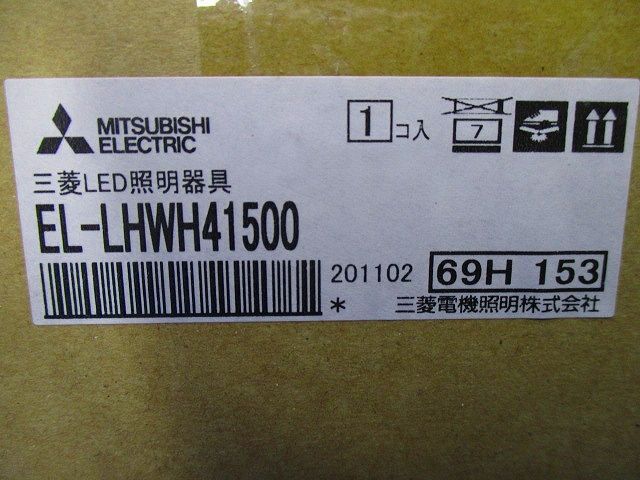 MITSUBISHI
ELECTRIC
1 コ入
7
三菱LED照明器具
EL-LHWH41500
201102
69H 153
*
三菱電機照明株式会社